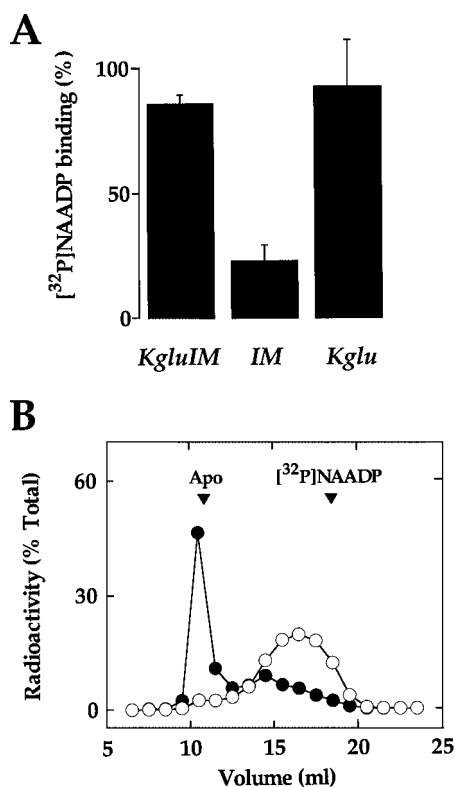 A
[³²P]NAADP binding (%)
100
50
0
KgluIM IM Kglu
B
Radioactivity (% Total)
60
30
0
Apo [³²P]NAADP
5 10 15 20 25
Volume (ml)